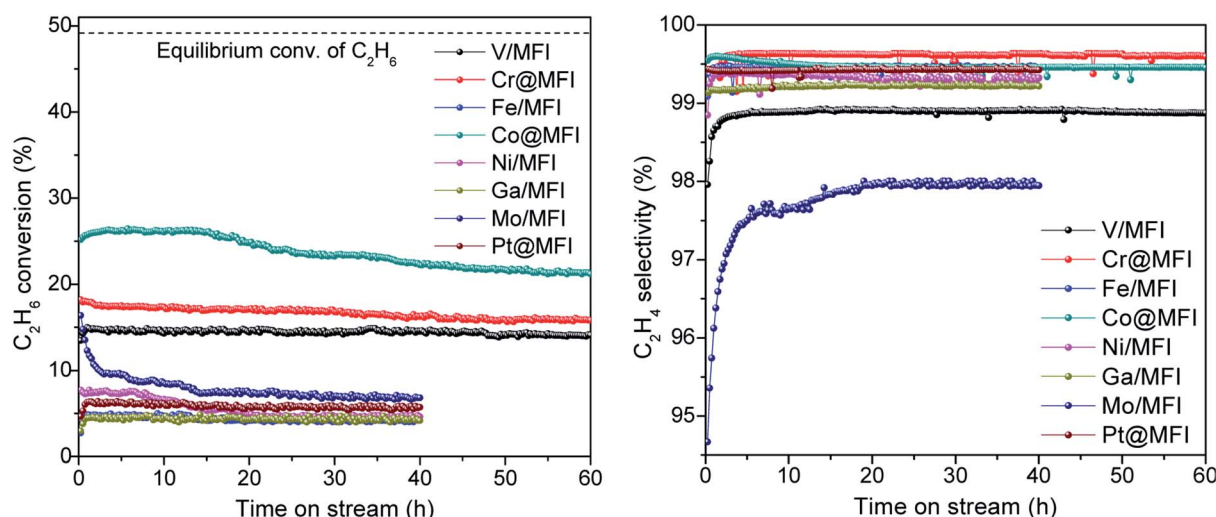 50
40
30
20
10
0
Equilibrium conv. of C₂H₆
V/MFI
Cr@MFI
Fe/MFI
Co@MFI
Ni/MFI
Ga/MFI
Mo/MFI
Pt@MFI
C₂H₆ conversion (%)
0 10 20 30 40 50 60
Time on stream (h)
100
99
98
97
96
95
V/MFI
Cr@MFI
Fe/MFI
Co@MFI
Ni/MFI
Ga/MFI
Mo/MFI
Pt@MFI
C₂H₄ selectivity (%)
0 10 20 30 40 50 60
Time on stream (h)